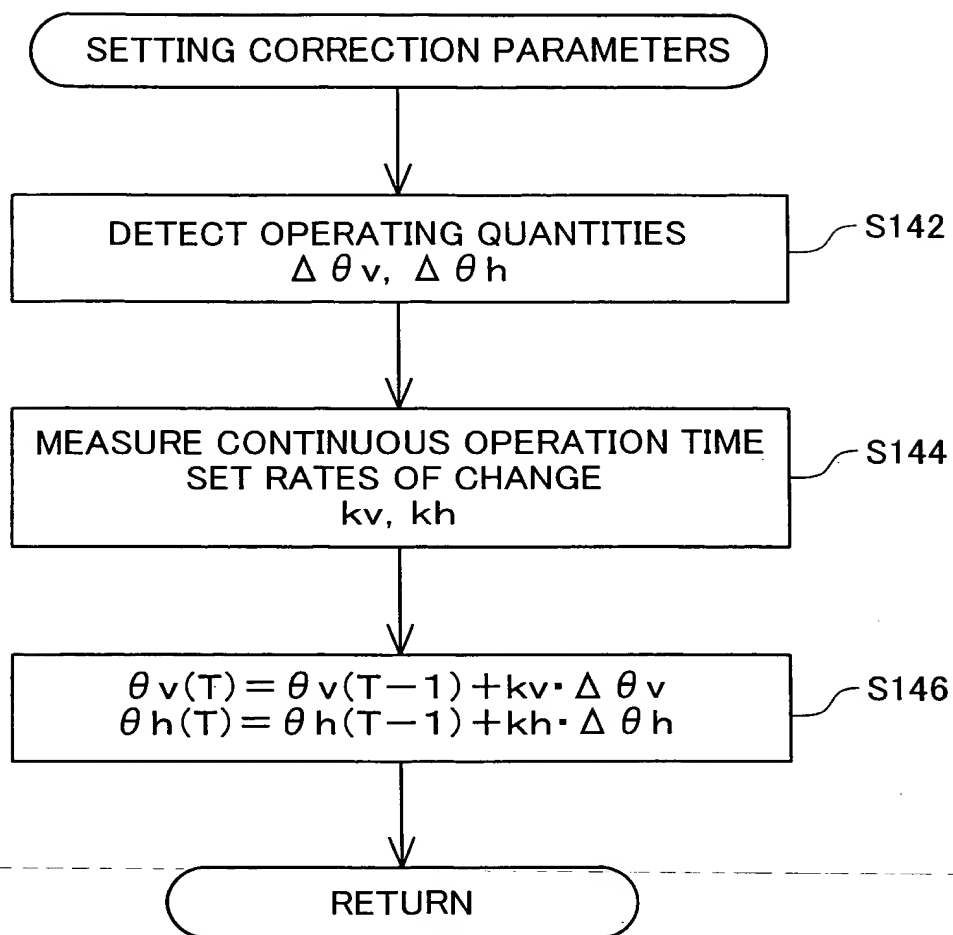 SETTING CORRECTION PARAMETERS
DETECT OPERATING QUANTITIES
Δθv, Δθh
S142
MEASURE CONTINUOUS OPERATION TIME
SET RATES OF CHANGE
kv, kh
S144
θv(T)=θv(T-1)+kv·Δθv
θh(T)=θh(T-1)+kh·Δθh
S146
RETURN